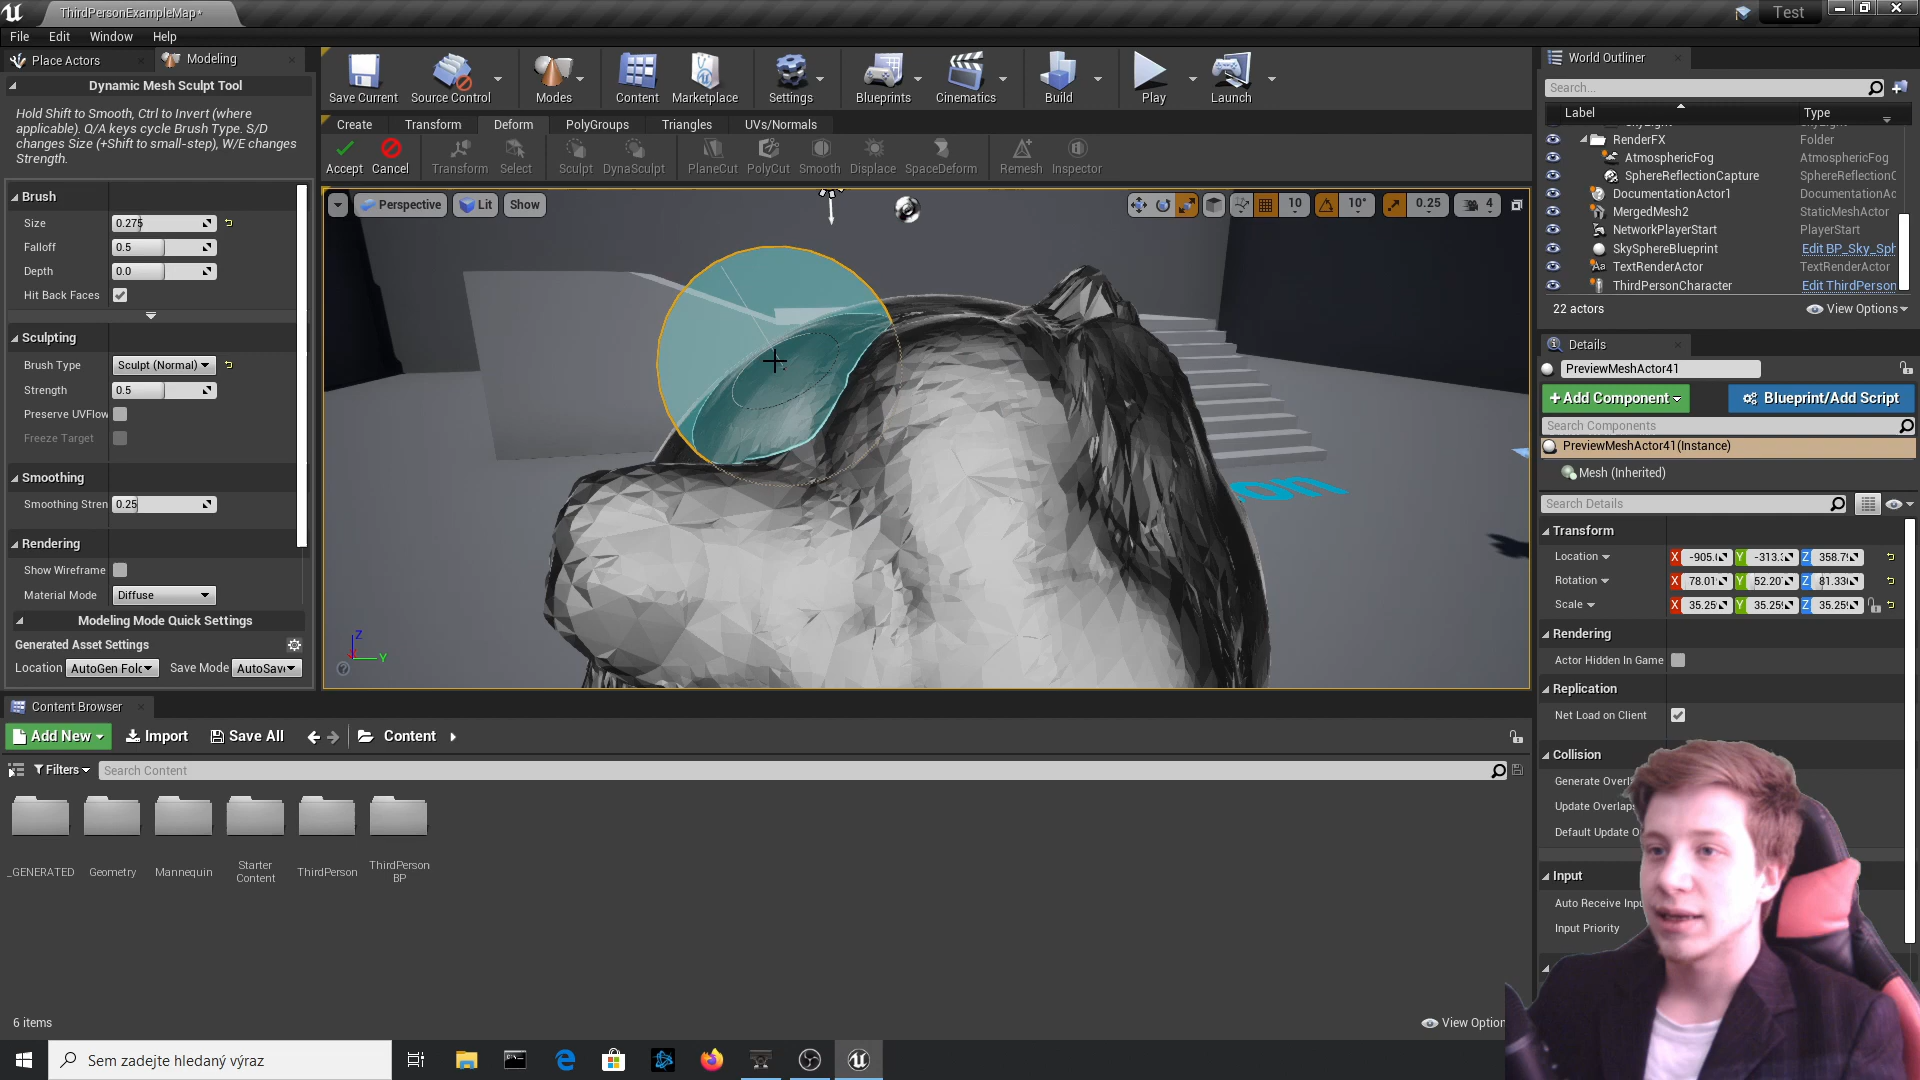 ThirdPersonExampleMap*
Test
File Edit Window Help
Place Actors
Modeling
Dynamic Mesh Sculpt Tool
Hold Shift to Smooth, Ctrl to Invert (where
applicable). Q/A keys cycle Brush Type. S/D
changes Size (+Shift to small-step), W/E changes
Strength.
Brush
Size 0.275
Falloff 0.5
Depth 0.0
Hit Back Faces
Sculpting
Brush Type Sculpt (Normal)
Strength 0.5
Preserve UVFlow
Freeze Target
Smoothing
Smoothing Stren 0.25
Rendering
Show Wireframe
Material Mode Diffuse
Modeling Mode Quick Settings
Generated Asset Settings
Location AutoGen Folc Save Mode AutoSave
Save Current Source Control Modes Content Marketplace Settings Blueprints Cinematics Build Play Launch
Create Transform Deform PolyGroups Triangles UVs/Normals
Accept Cancel Transform Select Sculpt DynaSculpt PlaneCut PolyCut Smooth Displace SpaceDeform Remesh Inspector
Perspective Lit Show 10 10° 0.25 4
on
Z
Y
World Outliner
Search...
Label Type
SkyLight
RenderFX Folder
AtmosphericFog AtmosphericFog
SphereReflectionCapture SphereReflectionC
DocumentationActor1 DocumentationAc
MergedMesh2 StaticMeshActor
NetworkPlayerStart PlayerStart
SkySphereBlueprint Edit BP_Sky_Sph
TextRenderActor TextRenderActor
ThirdPersonCharacter Edit ThirdPerson
22 actors View Options
Details
PreviewMeshActor41
+Add Component Blueprint/Add Script
Search Components
PreviewMeshActor41(Instance)
Mesh (Inherited)
Search Details
Transform
Location X -905.( Y -313.: Z 358.7
Rotation X 78.01 Y 52.20 Z 81.33
Scale X 35.25 Y 35.25 Z 35.25
Rendering
Actor Hidden In Game
Replication
Net Load on Client
Collision
Generate Overl
Update Overlaps
Default Update O
Input
Auto Receive Inpu
Input Priority
Content Browser
Add New Import Save All Content
Filters Search Content
_GENERATED
Geometry
Mannequin
Starter
Content
ThirdPerson
ThirdPerson
BP
6 items View Option
Sem zadejte hledaný výraz